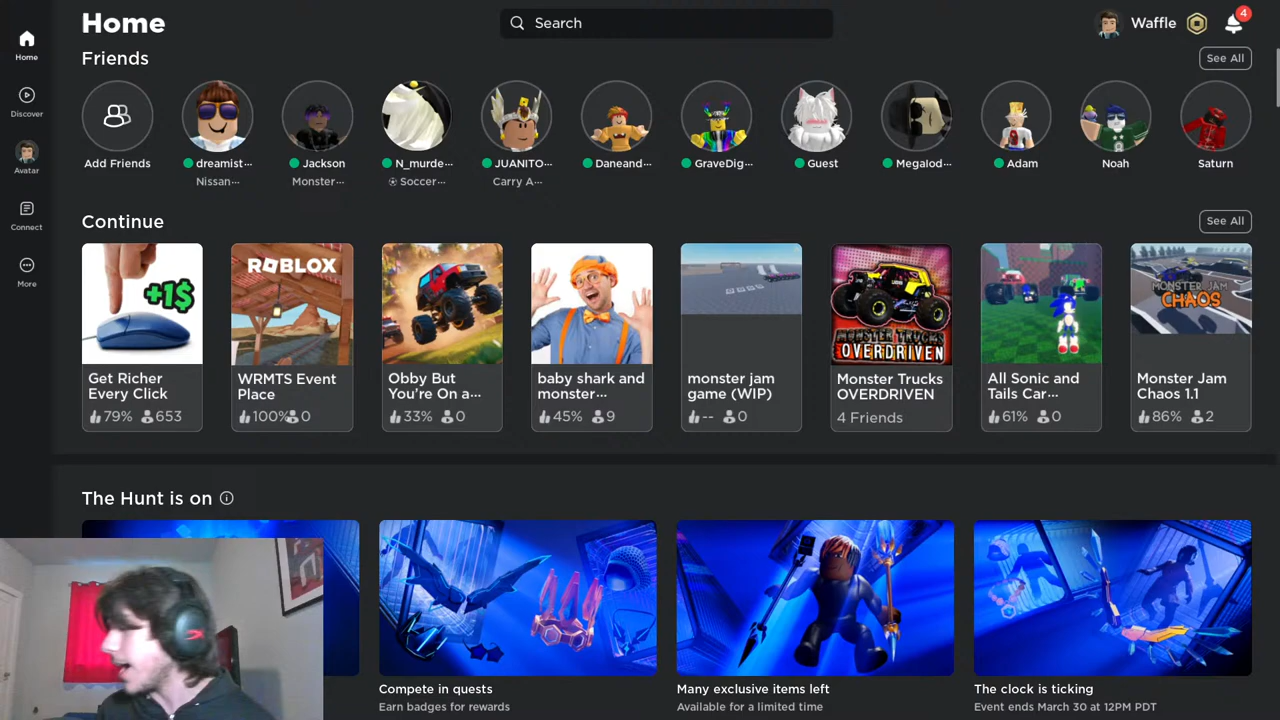 Home
Search
Waffle
4
Home
Discover
Avatar
Connect
More
Friends
See All
Add Friends
dreamist···
Nissan···
Jackson
Monster···
N_murde···
Soccer···
JUANITO···
Carry A···
Daneand···
GraveDig···
Guest
Megalod···
Adam
Noah
Saturn
Continue
See All
+1$
Get Richer
Every Click
79% 653
ROBLOX
WRMTS Event
Place
100% 0
Obby But
You're On a···
33% 0
baby shark and
monster···
45% 9
monster jam
game (WIP)
-- 0
MONSTER TRUCKS
OVERDRIVEN
Monster Trucks
OVERDRIVEN
4 Friends
All Sonic and
Tails Car···
61% 0
MONSTER JAM
CHAOS
Monster Jam
Chaos 1.1
86% 2
The Hunt is on
Compete in quests
Earn badges for rewards
Many exclusive items left
Available for a limited time
The clock is ticking
Event ends March 30 at 12PM PDT